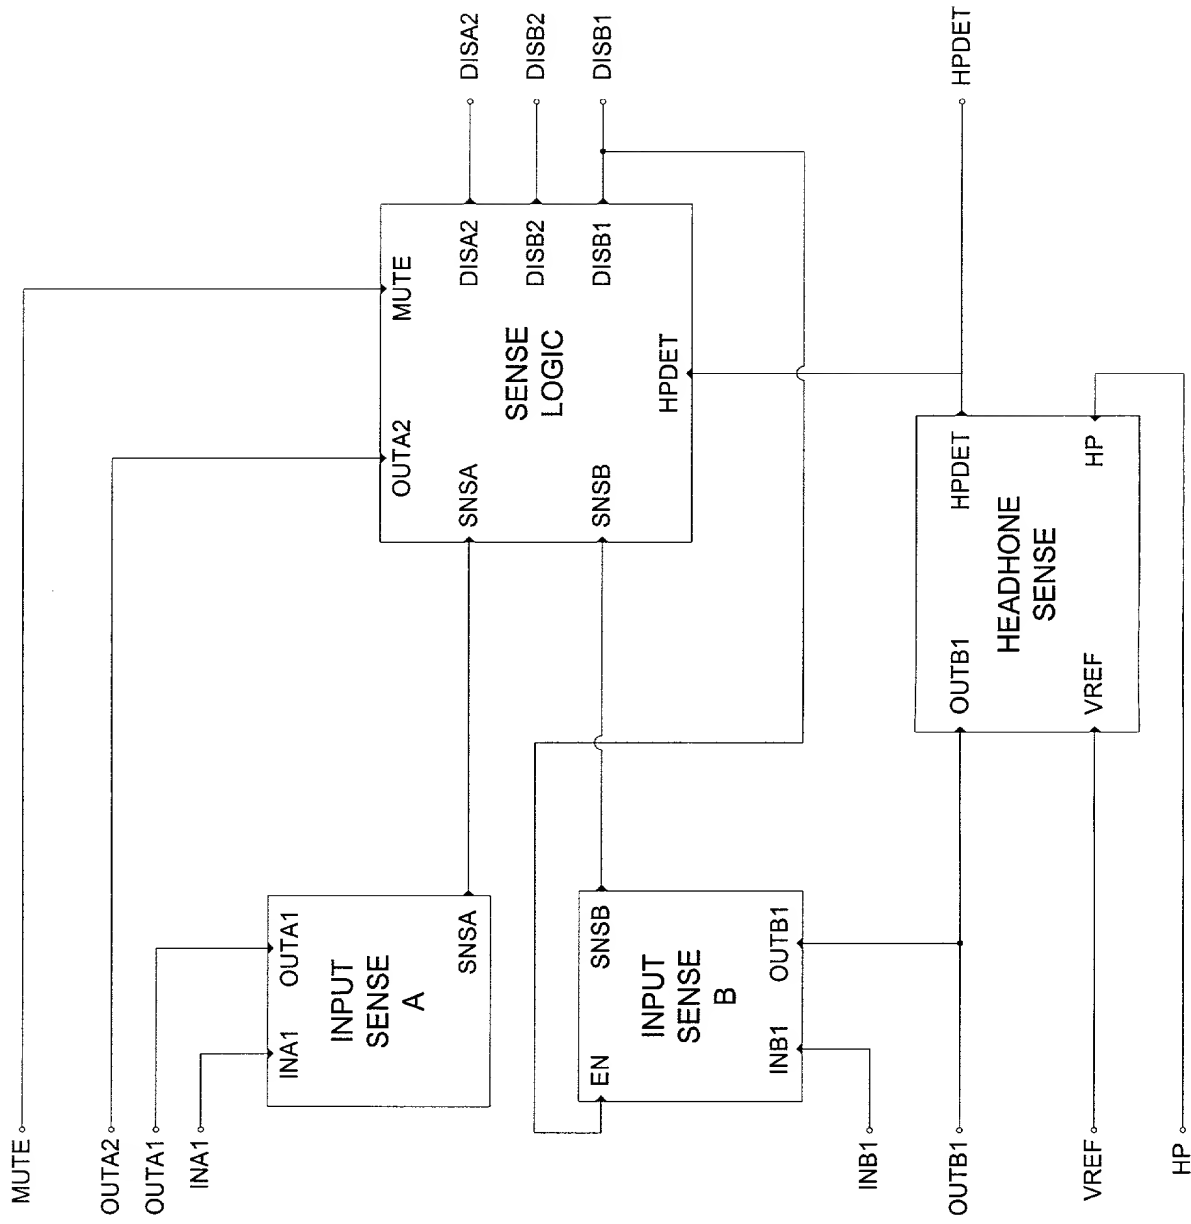 MUTE
OUTA2
OUTA1
INA1
INA1 OUTA1
INPUT
SENSE
A
SNSA
OUTA2 MUTE
SNSA
DISA2
DISA2
SENSE
LOGIC
DISB2
DISB2
SNSB
DISB1
DISB1
HPDET
EN SNSB
INPUT
SENSE
B
INB1 OUTB1
INB1
OUTB1
OUTB1 HPDET
HPDET
HEADHONE
SENSE
VREF HP
VREF
HP